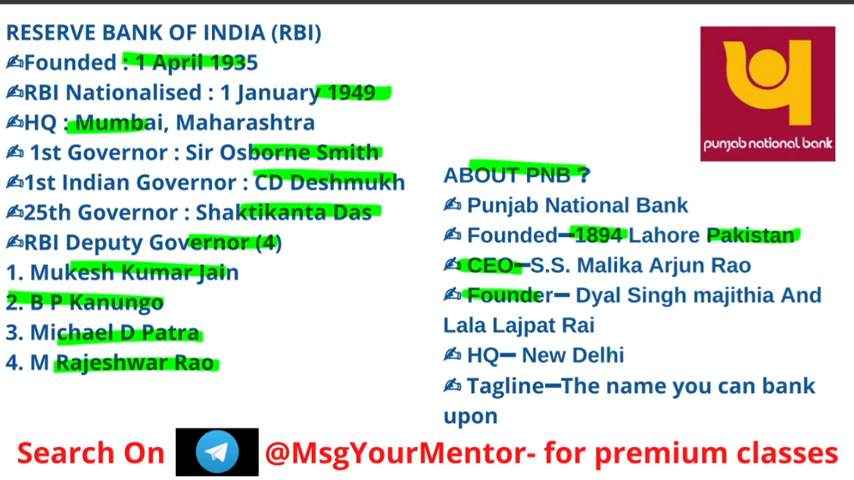 RESERVE BANK OF INDIA (RBI)
✍Founded : 1 April 1935
✍RBI Nationalised : 1 January 1949
✍HQ : Mumbai, Maharashtra
✍ 1st Governor : Sir Osborne Smith
✍1st Indian Governor : CD Deshmukh
✍25th Governor : Shaktikanta Das
✍RBI Deputy Governor (4)
1. Mukesh Kumar Jain
2. B P Kanungo
3. Michael D Patra
4. M Rajeshwar Rao
punjab national bank
ABOUT PNB ?
✍ Punjab National Bank
✍ Founded—1894 Lahore Pakistan
✍ CEO—S.S. Malika Arjun Rao
✍ Founder— Dyal Singh majithia And
Lala Lajpat Rai
✍ HQ— New Delhi
✍ Tagline—The name you can bank
upon
Search On @MsgYourMentor- for premium classes